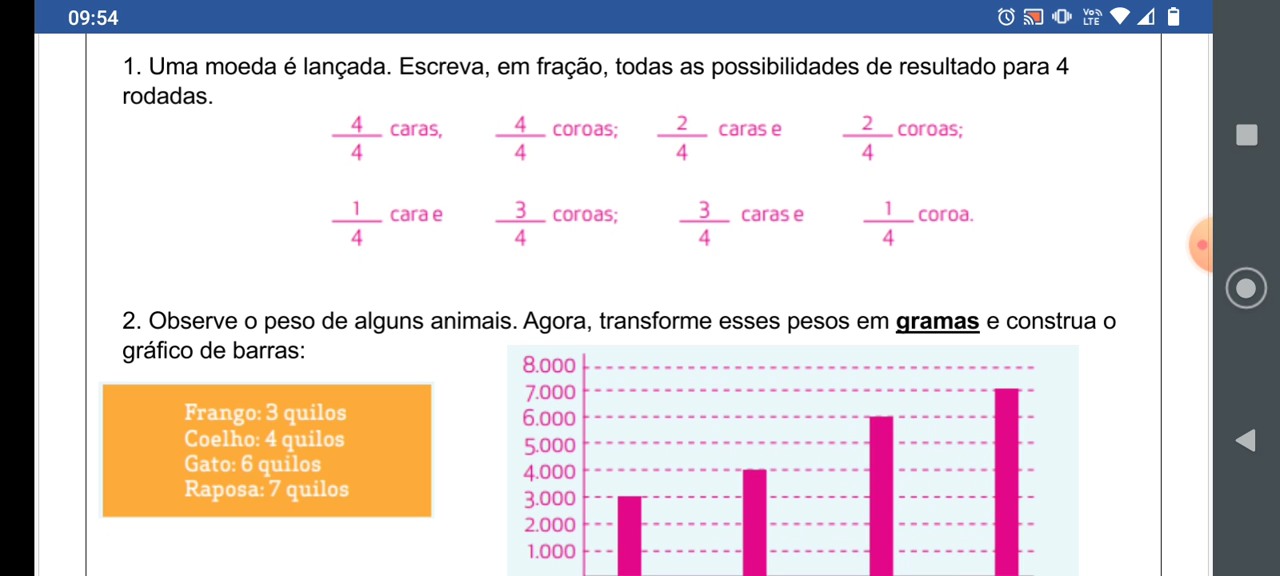 09:54
Vo))
LTE
1. Uma moeda é lançada. Escreva, em fração, todas as possibilidades de resultado para 4
rodadas.
4/4 caras, 4/4 coroas; 2/4 caras e 2/4 coroas;
1/4 cara e 3/4 coroas; 3/4 caras e 1/4 coroa.
2. Observe o peso de alguns animais. Agora, transforme esses pesos em gramas e construa o
gráfico de barras:
Frango: 3 quilos
Coelho: 4 quilos
Gato: 6 quilos
Raposa: 7 quilos
8.000
7.000
6.000
5.000
4.000
3.000
2.000
1.000